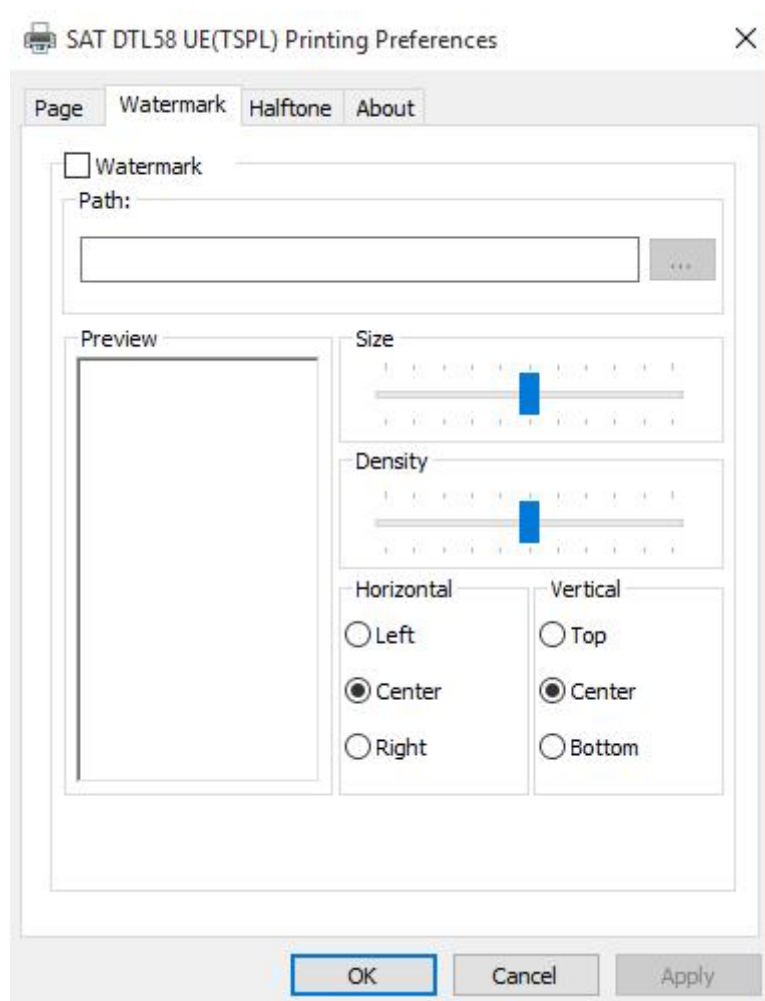 SAT DTL58 UE(TSPL) Printing Preferences
Page Watermark Halftone About
Watermark
Path:
...
Preview
Size
Density
Horizontal
Left
Center
Right
Vertical
Top
Center
Bottom
OK Cancel Apply